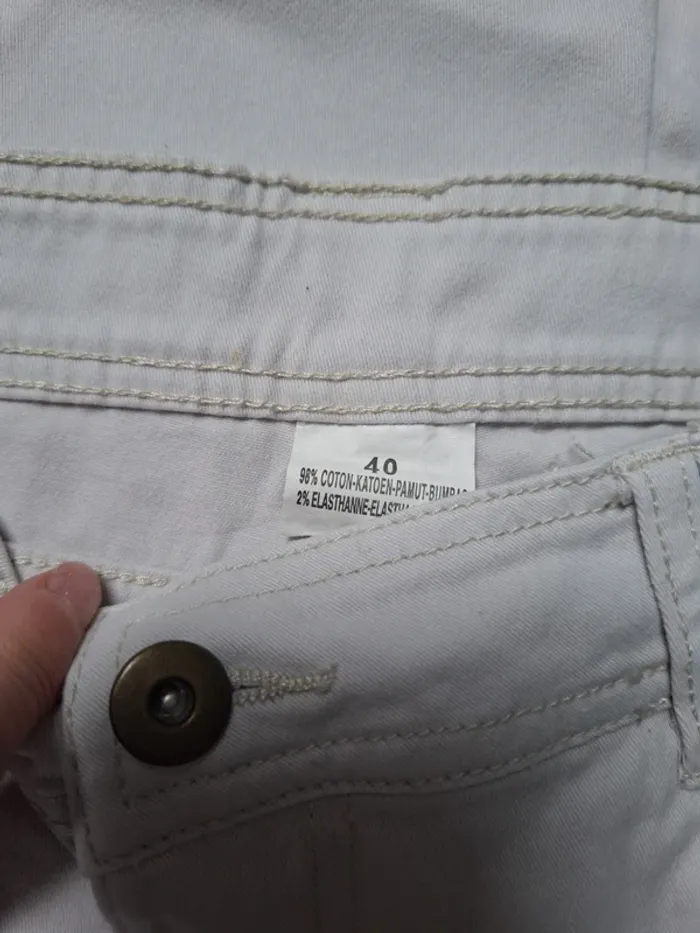 40
98% COTON-KATOEN-PAMUT-
2% ELASTHANNE-